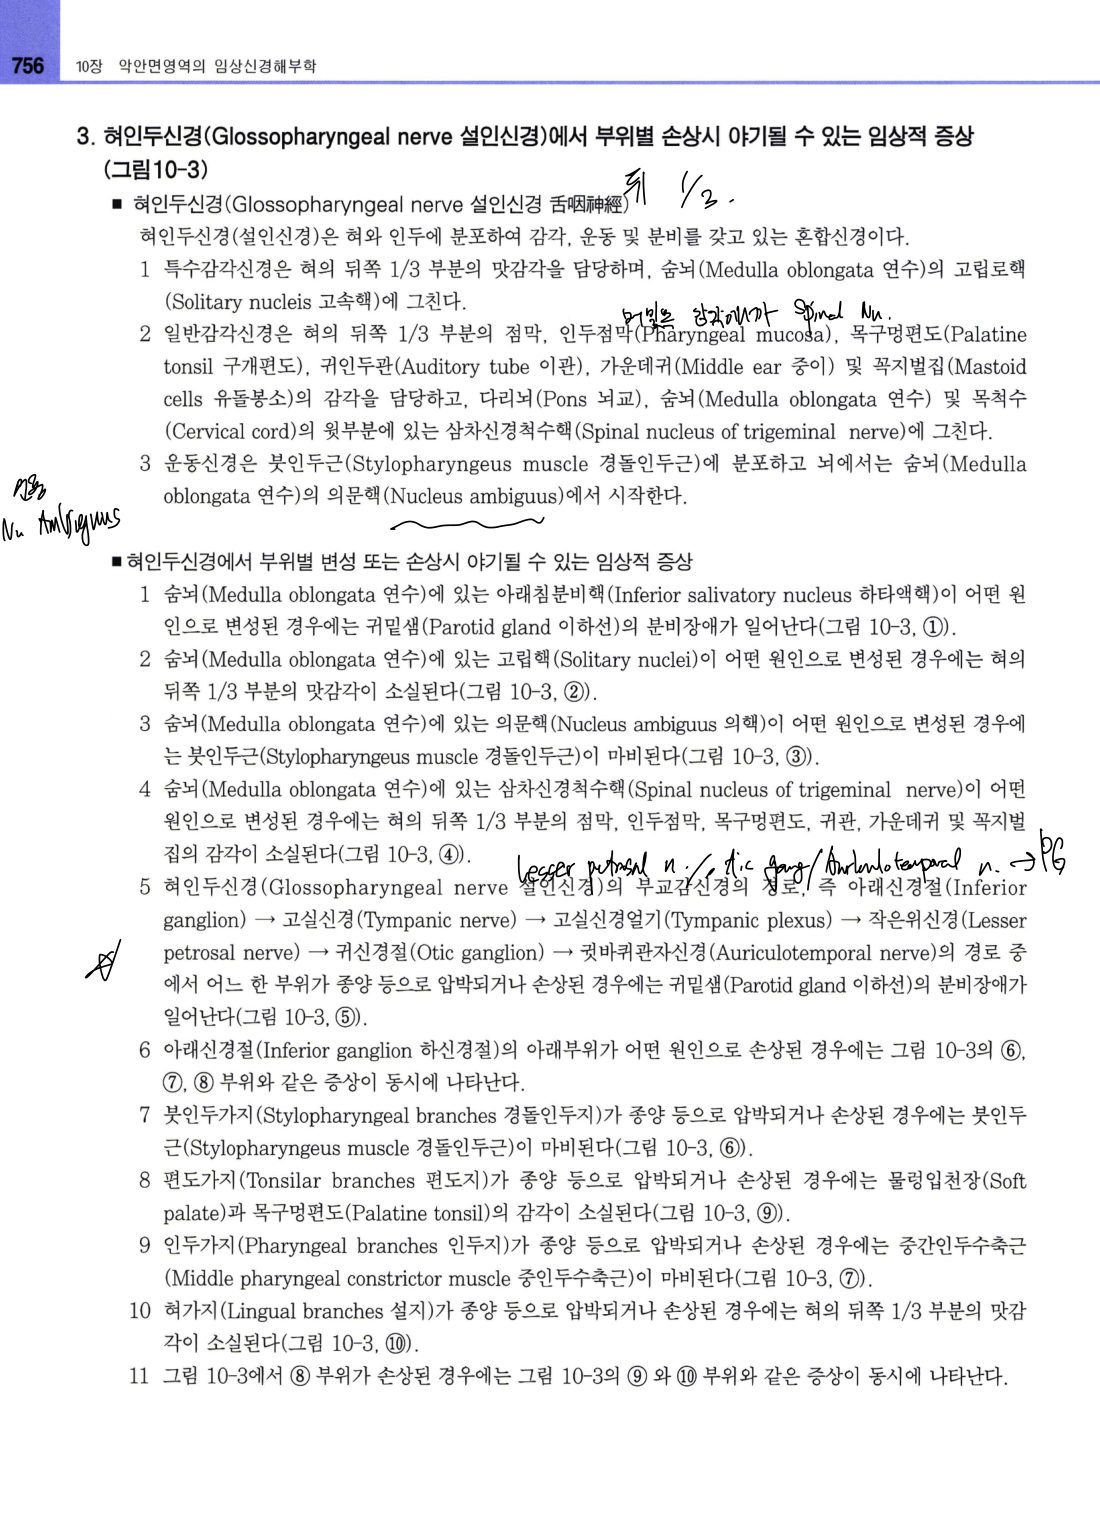 756 10장 악안면영역의 임상신경해부학
3. 혀인두신경(Glossopharyngeal nerve 설인신경)에서 부위별 손상시 야기될 수 있는 임상적 증상
(그림10-3)
뒤 1/3.
■ 혀인두신경(Glossopharyngeal nerve 설인신경 舌咽神經)
혀인두신경(설인신경)은 혀와 인두에 분포하여 감각, 운동 및 분비를 갖고 있는 혼합신경이다.
1 특수감각신경은 혀의 뒤쪽 1/3 부분의 맛감각을 담당하며, 숨뇌(Medulla oblongata 연수)의 고립로핵
(Solitary nucleis 고속핵)에 그친다.
감각이니까 Spinal Nu.
2 일반감각신경은 혀의 뒤쪽 1/3 부분의 점막, 인두점막(Pharyngeal mucosa), 목구멍편도(Palatine
tonsil 구개편도), 귀인두관(Auditory tube 이관), 가운데귀(Middle ear 중이) 및 꼭지벌집(Mastoid
cells 유돌봉소)의 감각을 담당하고, 다리뇌(Pons 뇌교), 숨뇌(Medulla oblongata 연수) 및 목척수
(Cervical cord)의 윗부분에 있는 삼차신경척수핵(Spinal nucleus of trigeminal nerve)에 그친다.
3 운동신경은 붓인두근(Stylopharyngeus muscle 경돌인두근)에 분포하고 뇌에서는 숨뇌(Medulla
oblongata 연수)의 의문핵(Nucleus ambiguus)에서 시작한다.
운동
Nu Ambiguus
■ 혀인두신경에서 부위별 변성 또는 손상시 야기될 수 있는 임상적 증상
1 숨뇌(Medulla oblongata 연수)에 있는 아래침분비핵(Inferior salivatory nucleus 하타액핵)이 어떤 원
인으로 변성된 경우에는 귀밑샘(Parotid gland 이하선)의 분비장애가 일어난다(그림 10-3, ①).
2 숨뇌(Medulla oblongata 연수)에 있는 고립핵(Solitary nuclei)이 어떤 원인으로 변성된 경우에는 혀의
뒤쪽 1/3 부분의 맛감각이 소실된다(그림 10-3, ②).
3 숨뇌(Medulla oblongata 연수)에 있는 의문핵(Nucleus ambiguus 의핵)이 어떤 원인으로 변성된 경우에
는 붓인두근(Stylopharyngeus muscle 경돌인두근)이 마비된다(그림 10-3, ③).
4 숨뇌(Medulla oblongata 연수)에 있는 삼차신경척수핵(Spinal nucleus of trigeminal nerve)이 어떤
원인으로 변성된 경우에는 혀의 뒤쪽 1/3 부분의 점막, 인두점막, 목구멍편도, 귀관, 가운데귀 및 꼭지벌
집의 감각이 소실된다(그림 10-3, ④).
Lesser petrosal n. / otic gang / Auriculotemporal n. → PG
5 혀인두신경(Glossopharyngeal nerve 설인신경)의 부교감신경의 경로, 즉 아래신경절(Inferior
ganglion) → 고실신경(Tympanic nerve) → 고실신경얼기(Tympanic plexus) → 작은위신경(Lesser
petrosal nerve) → 귀신경절(Otic ganglion) → 귓바퀴관자신경(Auriculotemporal nerve)의 경로 중
에서 어느 한 부위가 종양 등으로 압박되거나 손상된 경우에는 귀밑샘(Parotid gland 이하선)의 분비장애가
일어난다(그림 10-3, ⑤).
6 아래신경절(Inferior ganglion 하신경절)의 아래부위가 어떤 원인으로 손상된 경우에는 그림 10-3의 ⑥,
⑦, ⑧ 부위와 같은 증상이 동시에 나타난다.
7 붓인두가지(Stylopharyngeal branches 경돌인두지)가 종양 등으로 압박되거나 손상된 경우에는 붓인두
근(Stylopharyngeus muscle 경돌인두근)이 마비된다(그림 10-3, ⑥).
8 편도가지(Tonsilar branches 편도지)가 종양 등으로 압박되거나 손상된 경우에는 물렁입천장(Soft
palate)과 목구멍편도(Palatine tonsil)의 감각이 소실된다(그림 10-3, ⑨).
9 인두가지(Pharyngeal branches 인두지)가 종양 등으로 압박되거나 손상된 경우에는 중간인두수축근
(Middle pharyngeal constrictor muscle 중인두수축근)이 마비된다(그림 10-3, ⑦).
10 혀가지(Lingual branches 설지)가 종양 등으로 압박되거나 손상된 경우에는 혀의 뒤쪽 1/3 부분의 맛감
각이 소실된다(그림 10-3, ⑩).
11 그림 10-3에서 ⑧ 부위가 손상된 경우에는 그림 10-3의 ⑨ 와 ⑩ 부위와 같은 증상이 동시에 나타난다.